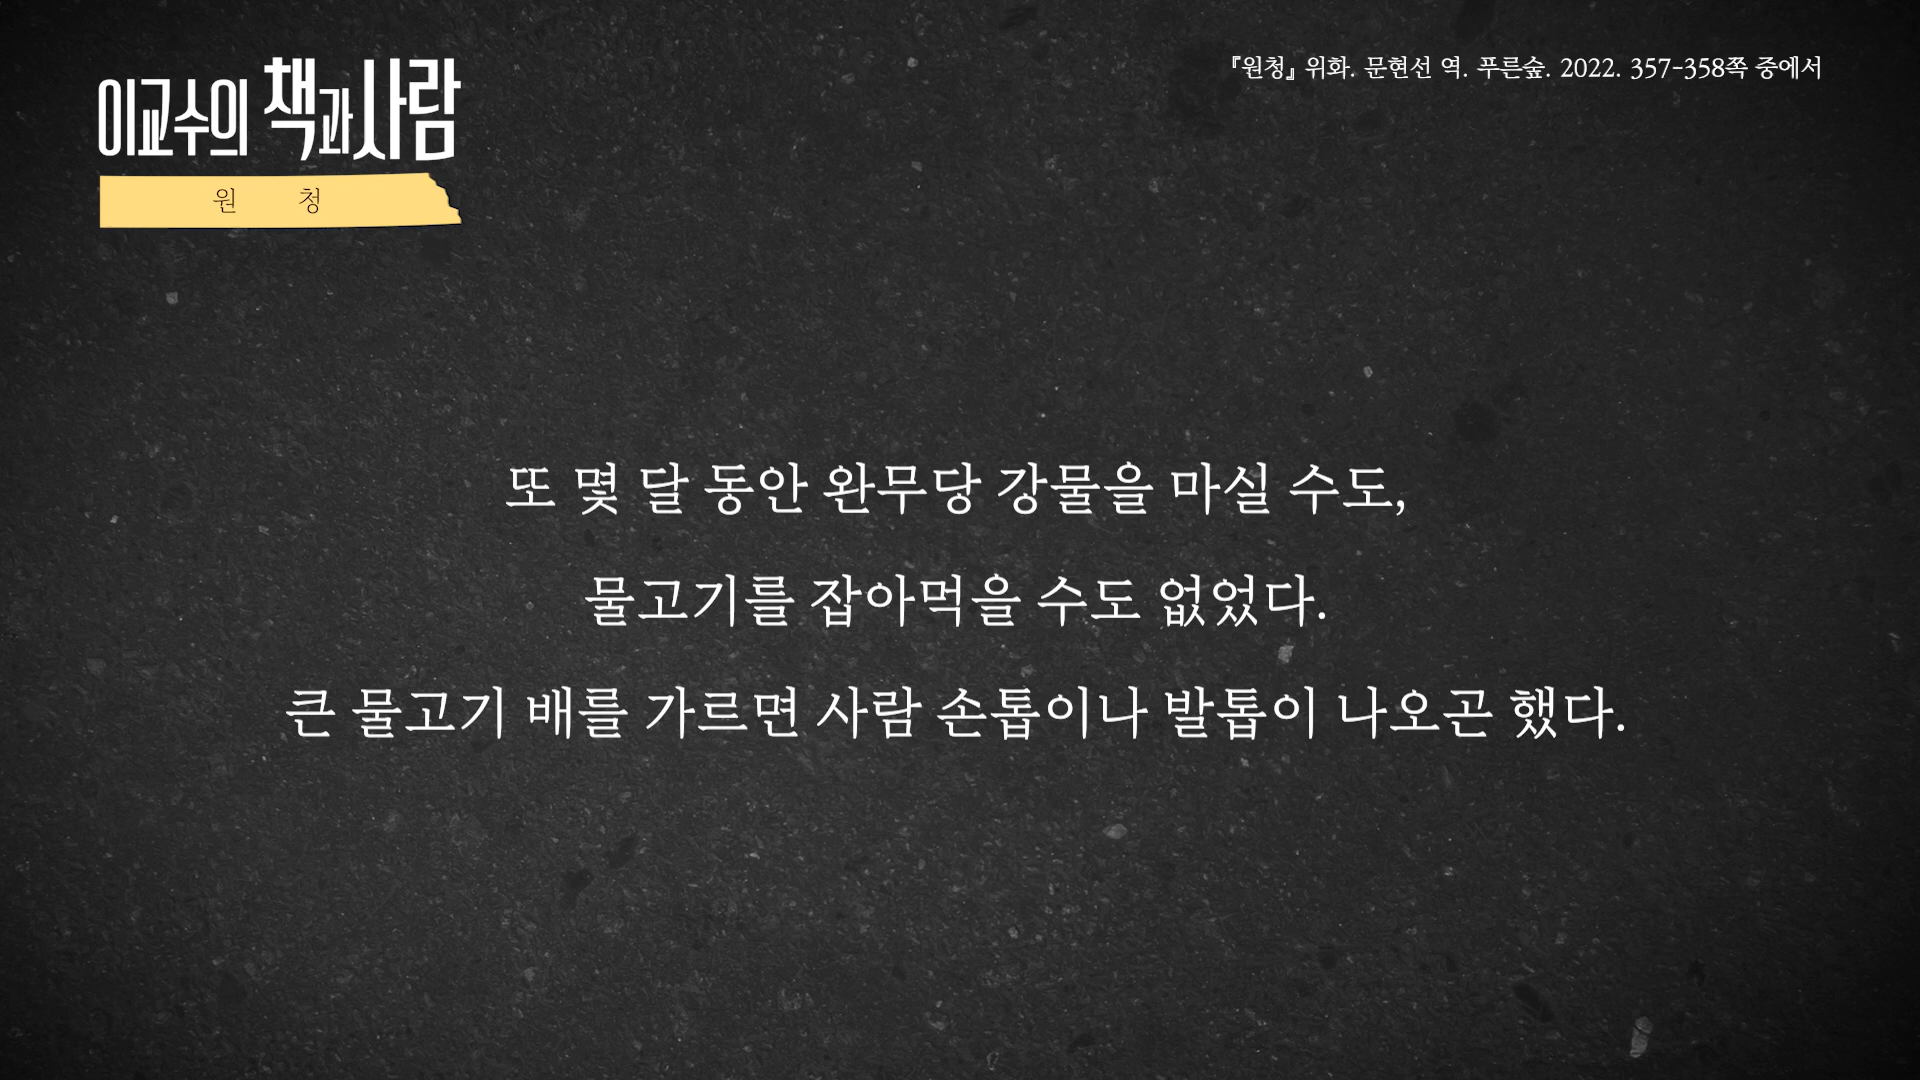 이교수의 책과사람
원 청
『원청』 위화. 문현선 역. 푸른숲. 2022. 357-358쪽 중에서
또 몇 달 동안 완무당 강물을 마실 수도,
물고기를 잡아먹을 수도 없었다.
큰 물고기 배를 가르면 사람 손톱이나 발톱이 나오곤 했다.